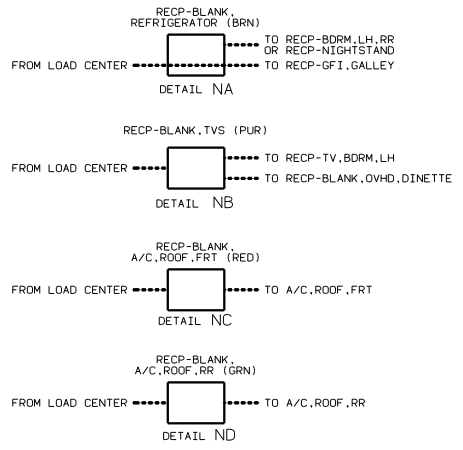 RECP-BLANK,
REFRIGERATOR (BRN)
TO RECP-BDRM,LH,RR
OR RECP-NIGHTSTAND
FROM LOAD CENTER
TO RECP-GFI,GALLEY
DETAIL NA
RECP-BLANK,TVS (PUR)
TO RECP-TV,BDRM,LH
FROM LOAD CENTER
TO RECP-BLANK,OVHD,DINETTE
DETAIL NB
RECP-BLANK,
A/C,ROOF,FRT (RED)
FROM LOAD CENTER
TO A/C,ROOF,FRT
DETAIL NC
RECP-BLANK,
A/C,ROOF,RR (GRN)
FROM LOAD CENTER
TO A/C,ROOF,RR
DETAIL ND